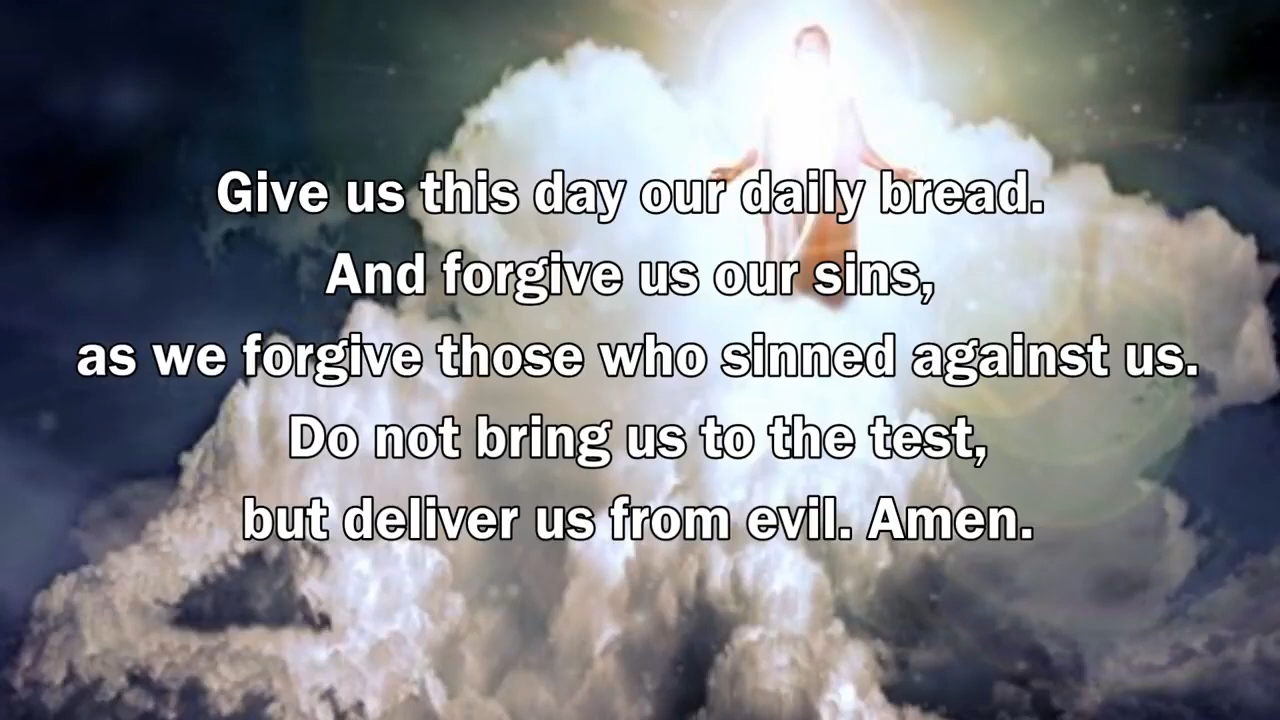 Give us this day our daily bread.
And forgive us our sins,
as we forgive those who sinned against us.
Do not bring us to the test,
but deliver us from evil. Amen.